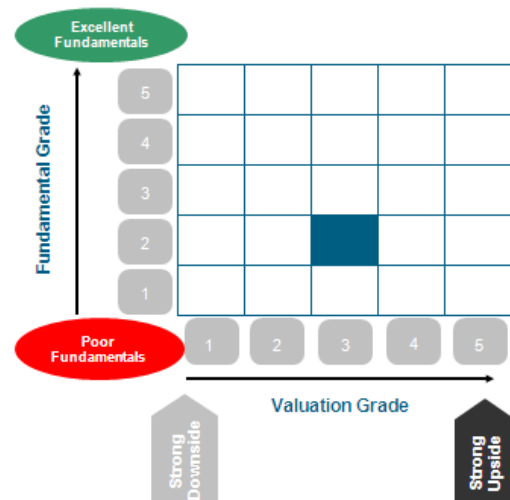 Excellent
Fundamentals
Fundamental Grade
5
4
3
2
1
Poor
Fundamentals
1
2
3
4
5
Valuation Grade
Strong
Downside
Strong
Upside